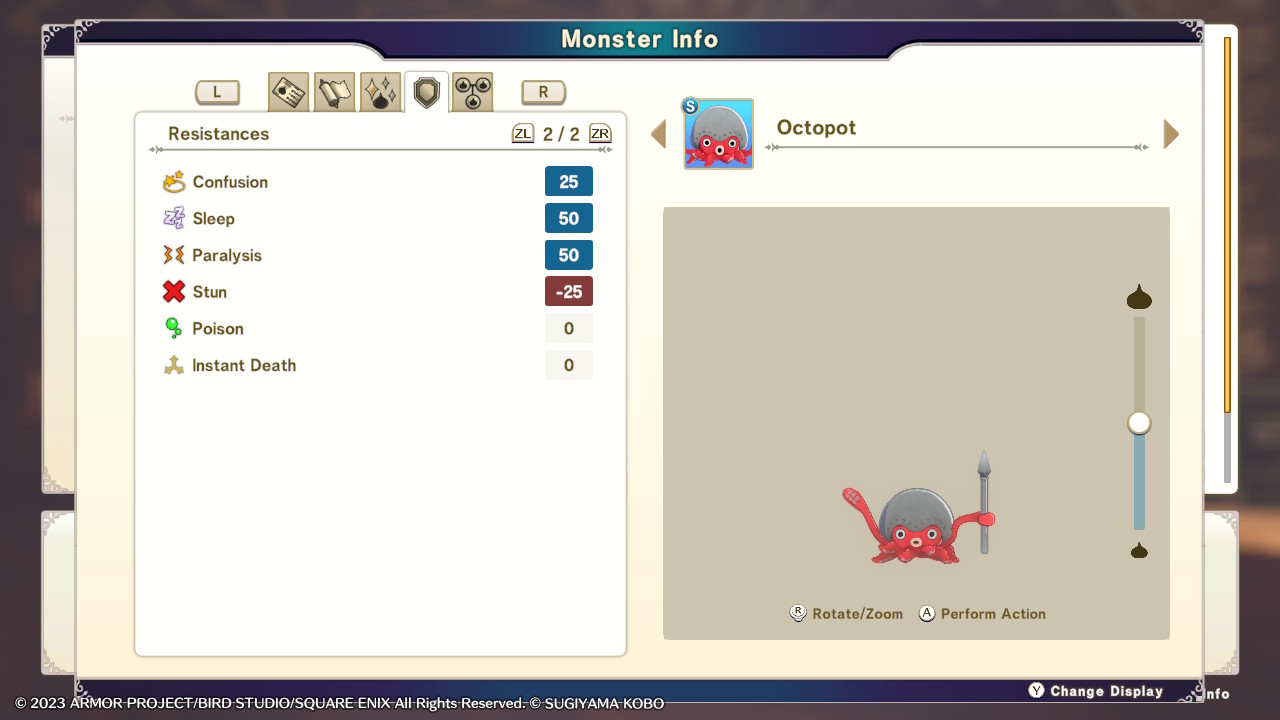 Monster Info
L
R
Resistances
ZL 2 / 2 ZR
Confusion 25
Sleep 50
Paralysis 50
Stun -25
Poison 0
Instant Death 0
S
Octopot
R Rotate/Zoom A Perform Action
Y Change Display
nfo
© 2023 ARMOR PROJECT/BIRD STUDIO/SQUARE ENIX All Rights Reserved. © SUGIYAMA KOBO